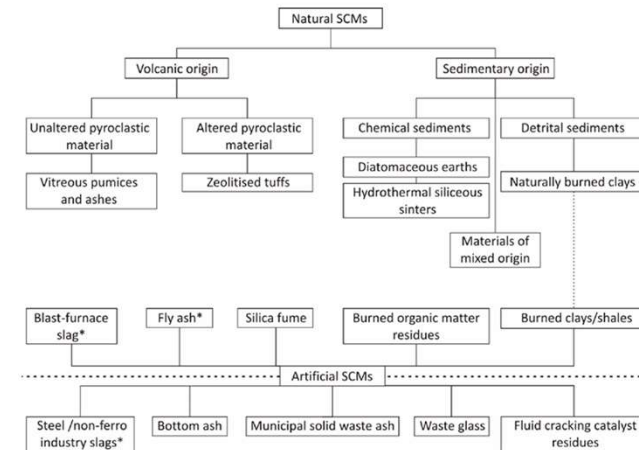 Natural SCMs
Volcanic origin
Sedimentary origin
Unaltered pyroclastic
material
Altered pyroclastic
material
Chemical sediments
Detrital sediments
Vitreous pumices
and ashes
Zeolitised tuffs
Diatomaceous earths
Hydrothermal siliceous
sinters
Naturally burned clays
Materials of
mixed origin
Blast-furnace
slag*
Fly ash*
Silica fume
Burned organic matter
residues
Burned clays/shales
Artificial SCMs
Steel /non-ferro
industry slags*
Bottom ash
Municipal solid waste ash
Waste glass
Fluid cracking catalyst
residues